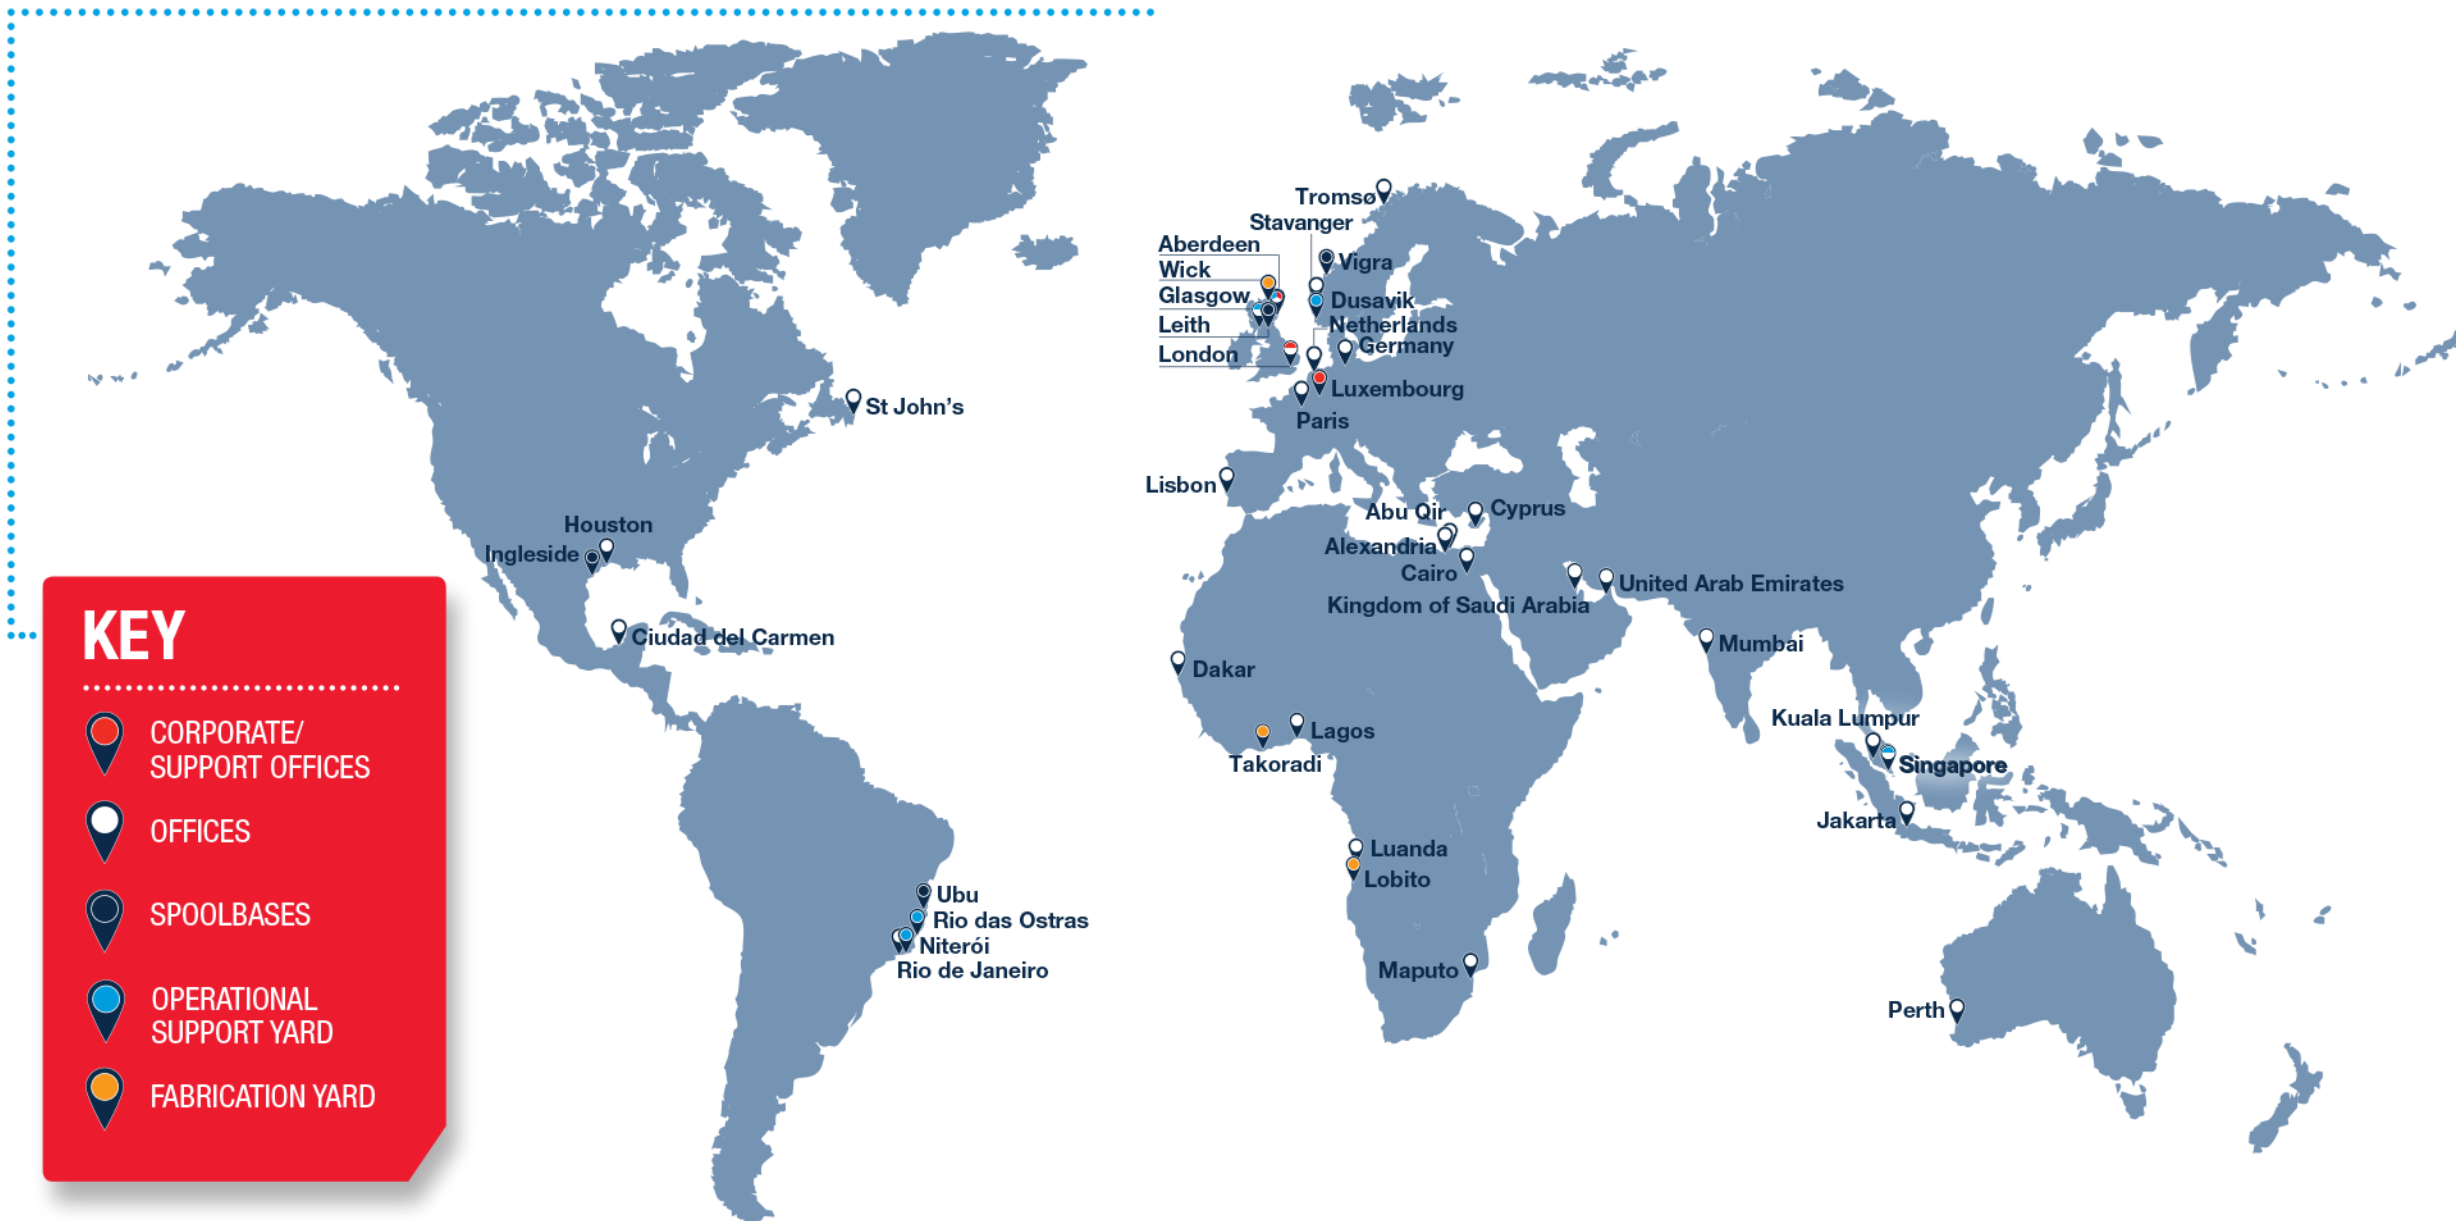 Tromsø
Stavanger
Aberdeen
Wick
Vigra
Glasgow
Dusavik
Leith
Netherlands
London
Germany
Luxembourg
St John’s
Paris
Lisbon
Abu Qir
Cyprus
Houston
Alexandria
Ingleside
Cairo
United Arab Emirates
Kingdom of Saudi Arabia
Ciudad del Carmen
Mumbai
Dakar
Kuala Lumpur
Lagos
Takoradi
Singapore
Jakarta
Luanda
Lobito
Ubu
Rio das Ostras
Niterói
Rio de Janeiro
Maputo
Perth
KEY
CORPORATE/
SUPPORT OFFICES
OFFICES
SPOOLBASES
OPERATIONAL
SUPPORT YARD
FABRICATION YARD